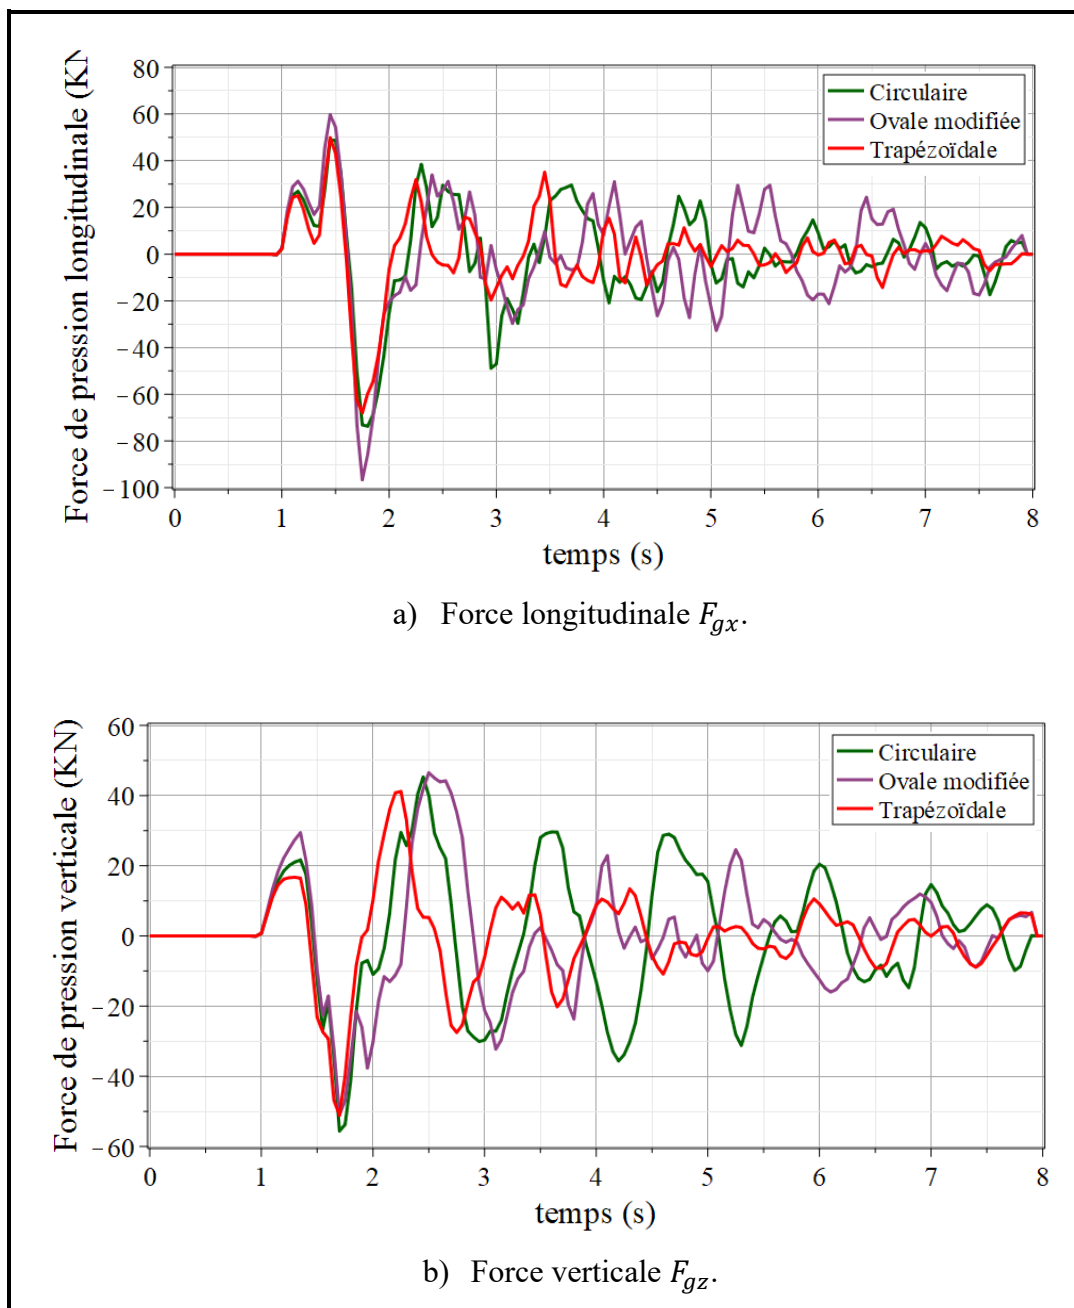 Force de pression longitudinale (KN
80
60
40
20
0
−20
−40
−60
−80
−100
Circulaire
Ovale modifiée
Trapézoïdale
0 1 2 3 4 5 6 7 8
temps (s)
a) Force longitudinale F_gx.
Force de pression verticale (KN)
60
40
20
0
−20
−40
−60
Circulaire
Ovale modifiée
Trapézoïdale
0 1 2 3 4 5 6 7 8
temps (s)
b) Force verticale F_gz.